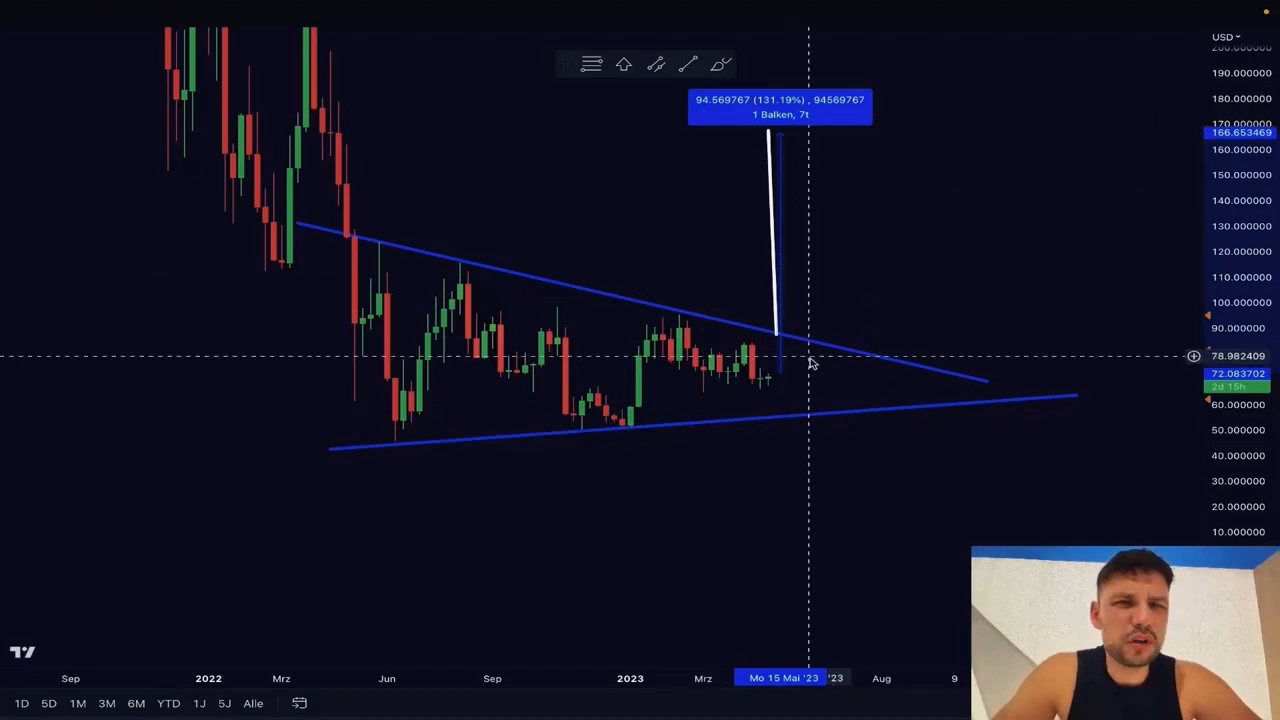 USD
200.000000
190.000000
180.000000
170.000000
166.653469
160.000000
150.000000
140.000000
130.000000
120.000000
110.000000
100.000000
90.000000
78.982409
72.083702
2d 15h
60.000000
50.000000
40.000000
30.000000
20.000000
10.000000
94.569767 (131.19%) , 94569767
1 Balken, 7t
Sep
2022
Mrz
Jun
Sep
2023
Mrz
Mo 15 Mai '23
'23
Aug
9
1D 5D 1M 3M 6M YTD 1J 5J Alle